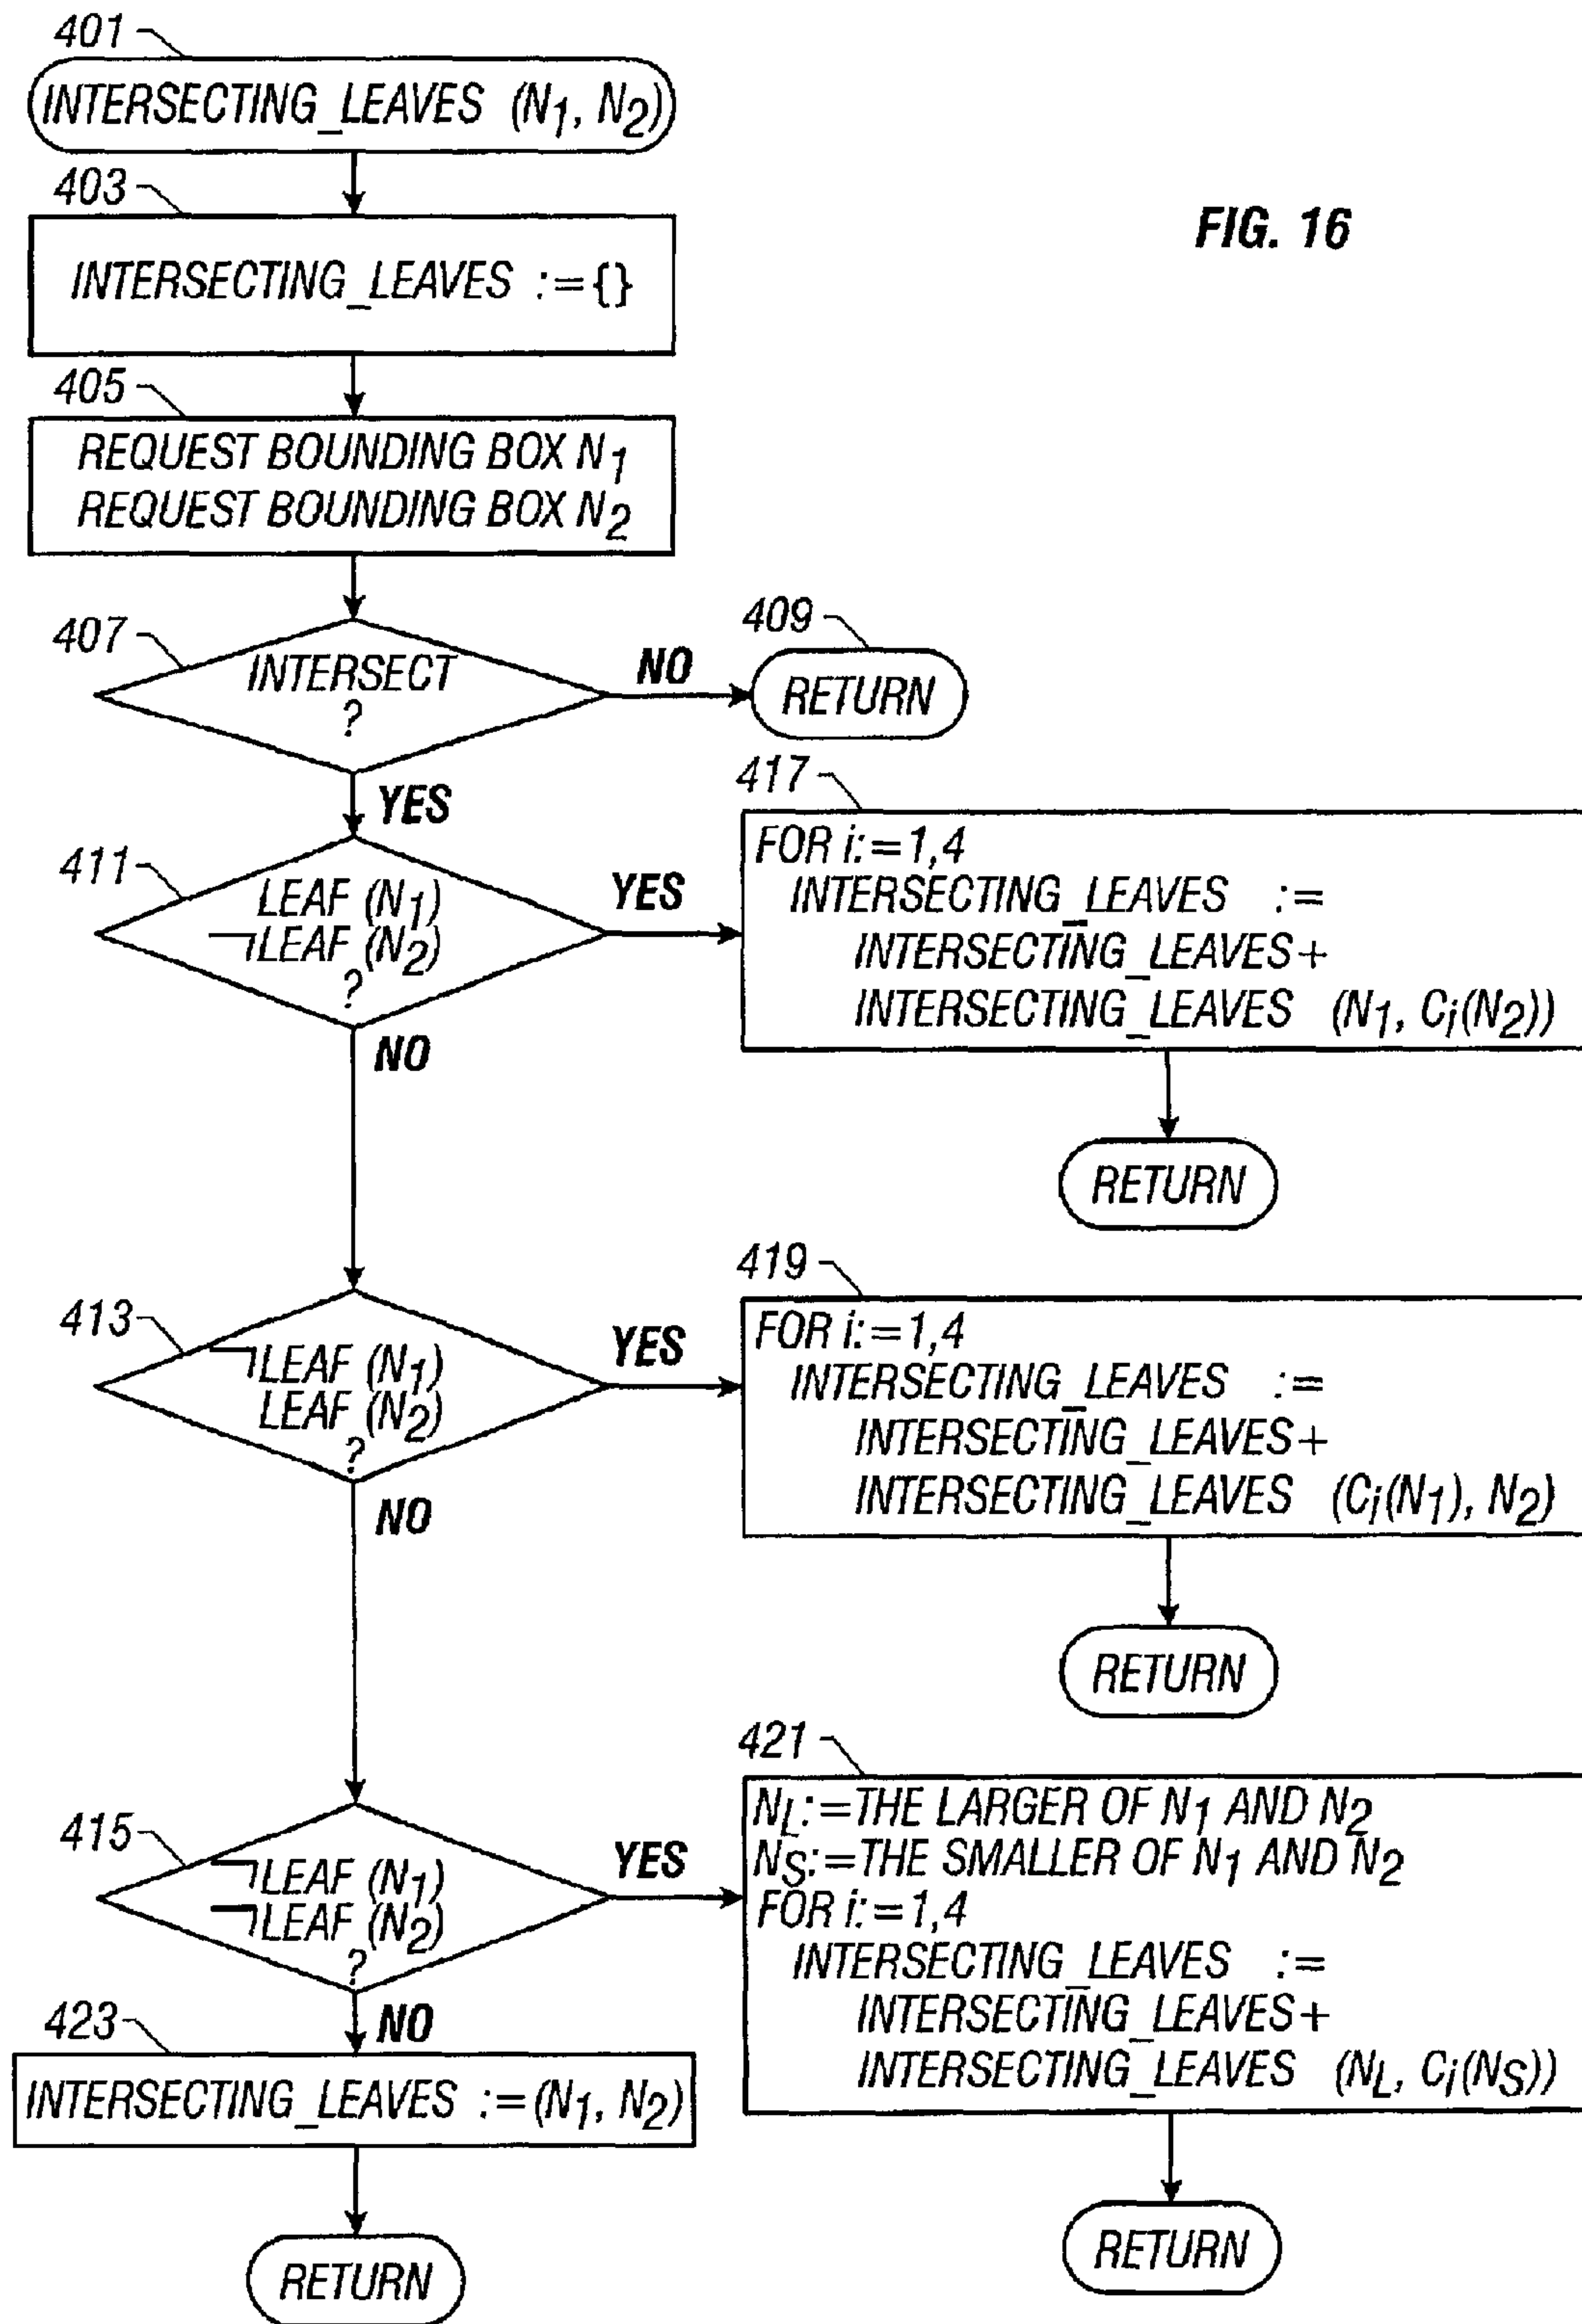 401
INTERSECTING_LEAVES (N1, N2)
403
INTERSECTING_LEAVES :={}
FIG. 16
405
REQUEST BOUNDING BOX N1
REQUEST BOUNDING BOX N2
407
INTERSECT
?
NO
409
RETURN
YES
411
LEAF (N1)
¬LEAF (N2)
?
YES
417
FOR i:=1,4
INTERSECTING_LEAVES :=
INTERSECTING_LEAVES+
INTERSECTING_LEAVES (N1, Ci(N2))
NO
RETURN
413
¬LEAF (N1)
LEAF (N2)
?
YES
419
FOR i:=1,4
INTERSECTING_LEAVES :=
INTERSECTING_LEAVES+
INTERSECTING_LEAVES (Ci(N1), N2)
NO
RETURN
415
¬LEAF (N1)
¬LEAF (N2)
?
YES
421
NL:=THE LARGER OF N1 AND N2
NS:=THE SMALLER OF N1 AND N2
FOR i:=1,4
INTERSECTING_LEAVES :=
INTERSECTING_LEAVES+
INTERSECTING_LEAVES (NL, Ci(NS))
NO
423
INTERSECTING_LEAVES :=(N1, N2)
RETURN
RETURN